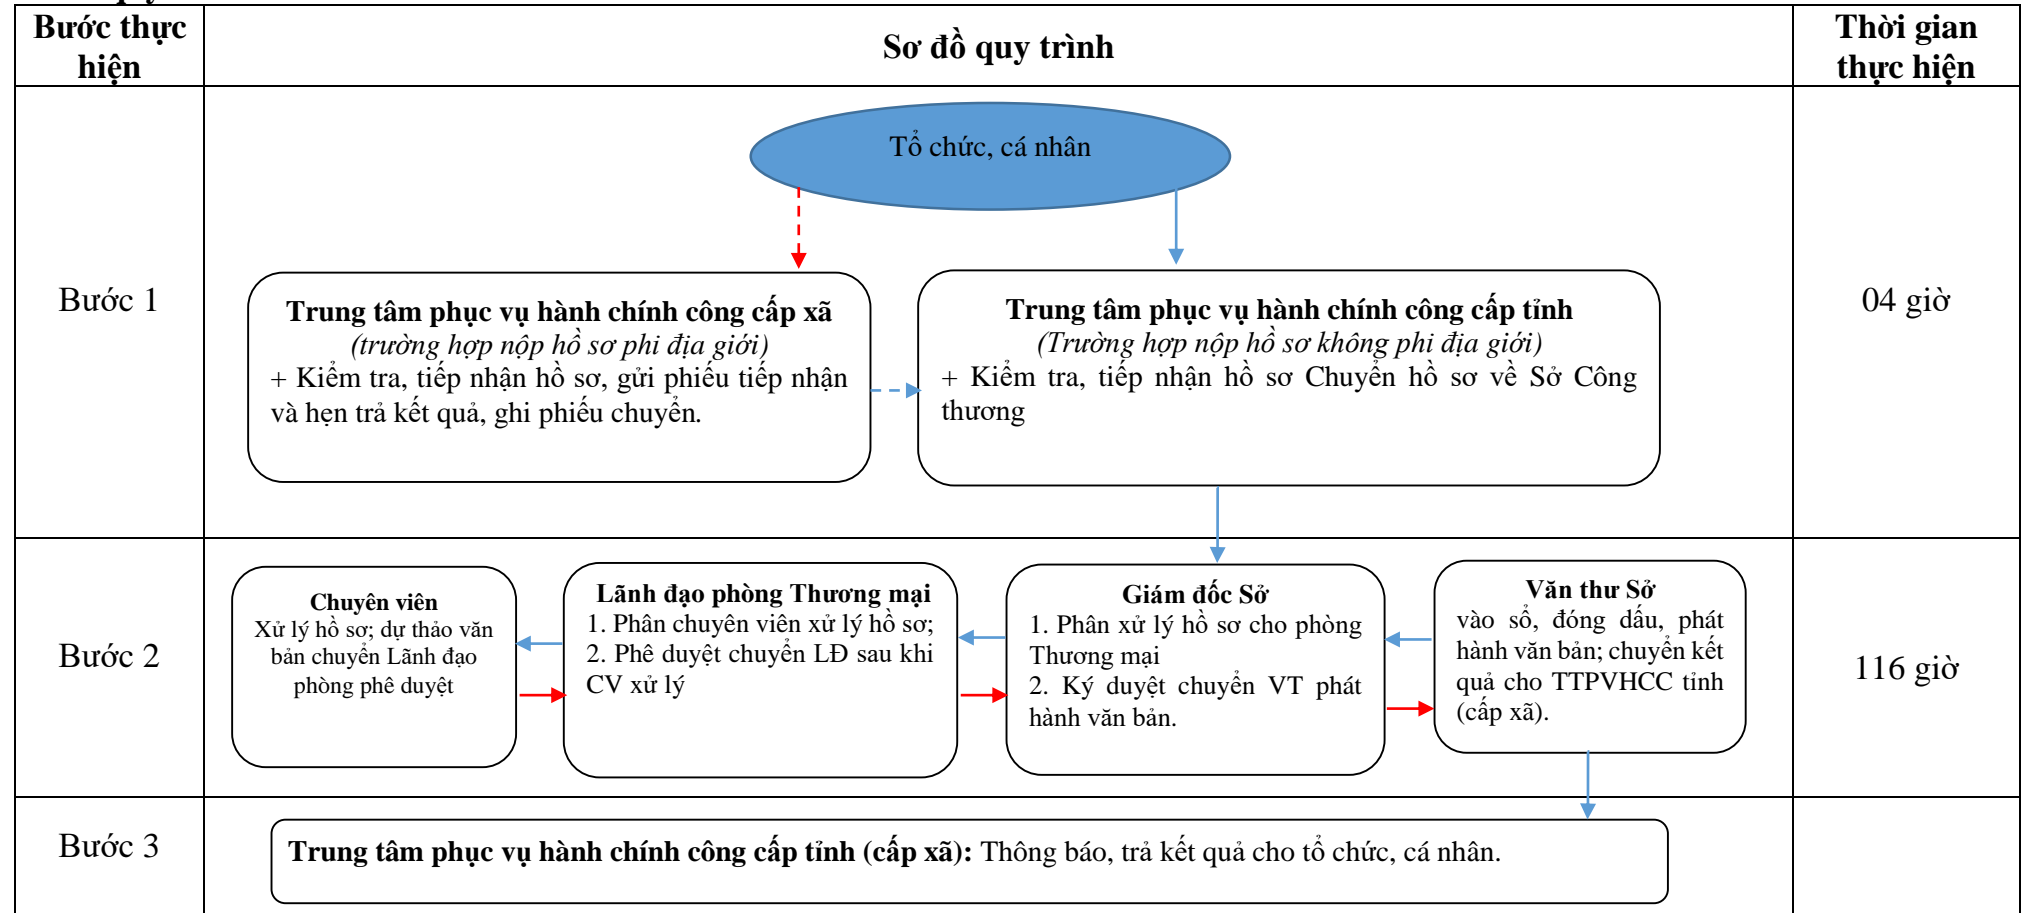 Bước thực
hiện
Sơ đồ quy trình
Thời gian
thực hiện
Bước 1
Tổ chức, cá nhân
Trung tâm phục vụ hành chính công cấp xã
(trường hợp nộp hồ sơ phi địa giới)
+ Kiểm tra, tiếp nhận hồ sơ, gửi phiếu tiếp nhận
và hẹn trả kết quả, ghi phiếu chuyển.
Trung tâm phục vụ hành chính công cấp tỉnh
(Trường hợp nộp hồ sơ không phi địa giới)
+ Kiểm tra, tiếp nhận hồ sơ Chuyển hồ sơ về Sở Công
thương
04 giờ
Bước 2
Chuyên viên
Xử lý hồ sơ; dự thảo văn
bản chuyển Lãnh đạo
phòng phê duyệt
Lãnh đạo phòng Thương mại
1. Phân chuyên viên xử lý hồ sơ;
2. Phê duyệt chuyển LĐ sau khi
CV xử lý
Giám đốc Sở
1. Phân xử lý hồ sơ cho phòng
Thương mại
2. Ký duyệt chuyển VT phát
hành văn bản.
Văn thư Sở
vào sổ, đóng dấu, phát
hành văn bản; chuyển kết
quả cho TTPVHCC tỉnh
(cấp xã).
116 giờ
Bước 3
Trung tâm phục vụ hành chính công cấp tỉnh (cấp xã): Thông báo, trả kết quả cho tổ chức, cá nhân.